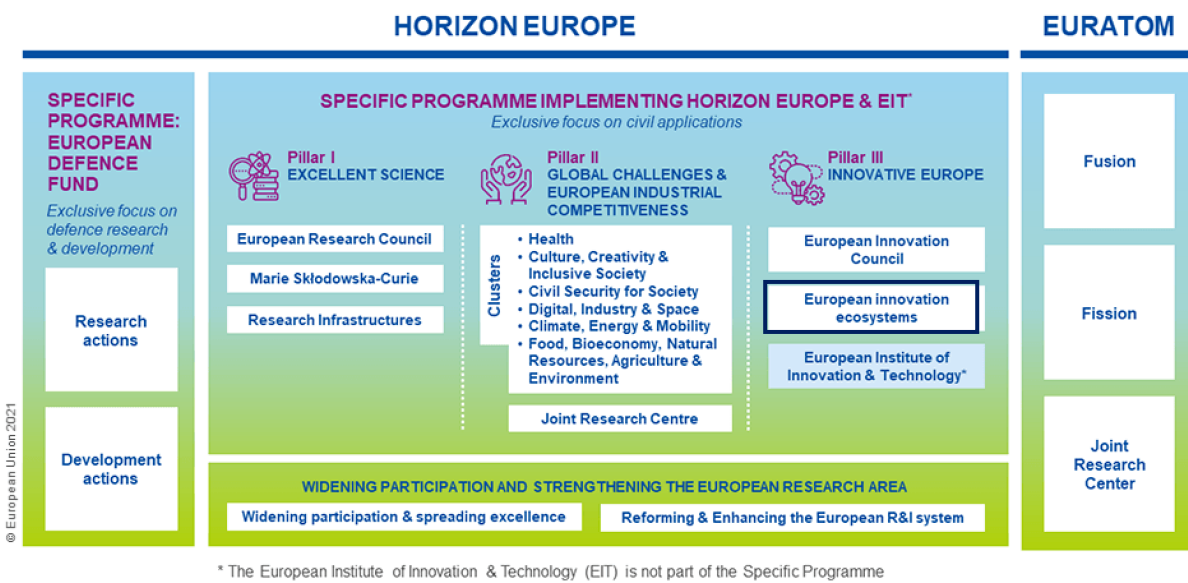 HORIZON EUROPE
EURATOM
SPECIFIC
PROGRAMME:
EUROPEAN
DEFENCE
FUND
Exclusive focus on
defence research
& development
Research
actions
Development
actions
SPECIFIC PROGRAMME IMPLEMENTING HORIZON EUROPE & EIT*
Exclusive focus on civil applications
Pillar I
EXCELLENT SCIENCE
European Research Council
Marie Skłodowska-Curie
Research Infrastructures
Pillar II
GLOBAL CHALLENGES &
EUROPEAN INDUSTRIAL
COMPETITIVENESS
Clusters
• Health
• Culture, Creativity &
Inclusive Society
• Civil Security for Society
• Digital, Industry & Space
• Climate, Energy & Mobility
• Food, Bioeconomy, Natural
Resources, Agriculture &
Environment
Joint Research Centre
Pillar III
INNOVATIVE EUROPE
European Innovation
Council
European innovation
ecosystems
European Institute of
Innovation & Technology*
WIDENING PARTICIPATION AND STRENGTHENING THE EUROPEAN RESEARCH AREA
Widening participation & spreading excellence
Reforming & Enhancing the European R&I system
Fusion
Fission
Joint
Research
Center
© European Union 2021
* The European Institute of Innovation & Technology (EIT) is not part of the Specific Programme